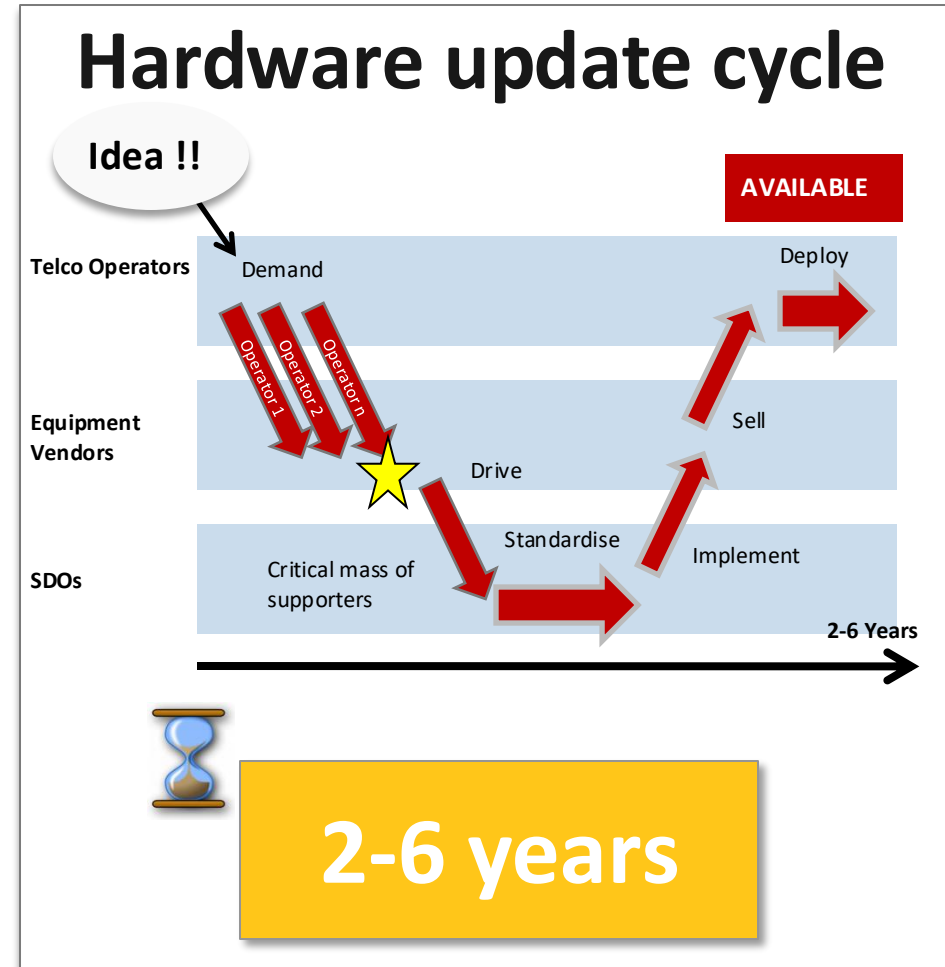 Hardware update cycle
Idea !!
AVAILABLE
Telco Operators
Demand
Deploy
Operator 1
Operator 2
Operator n
Equipment
Vendors
Sell
Drive
SDOs
Standardise
Critical mass of
supporters
Implement
2-6 Years
2-6 years